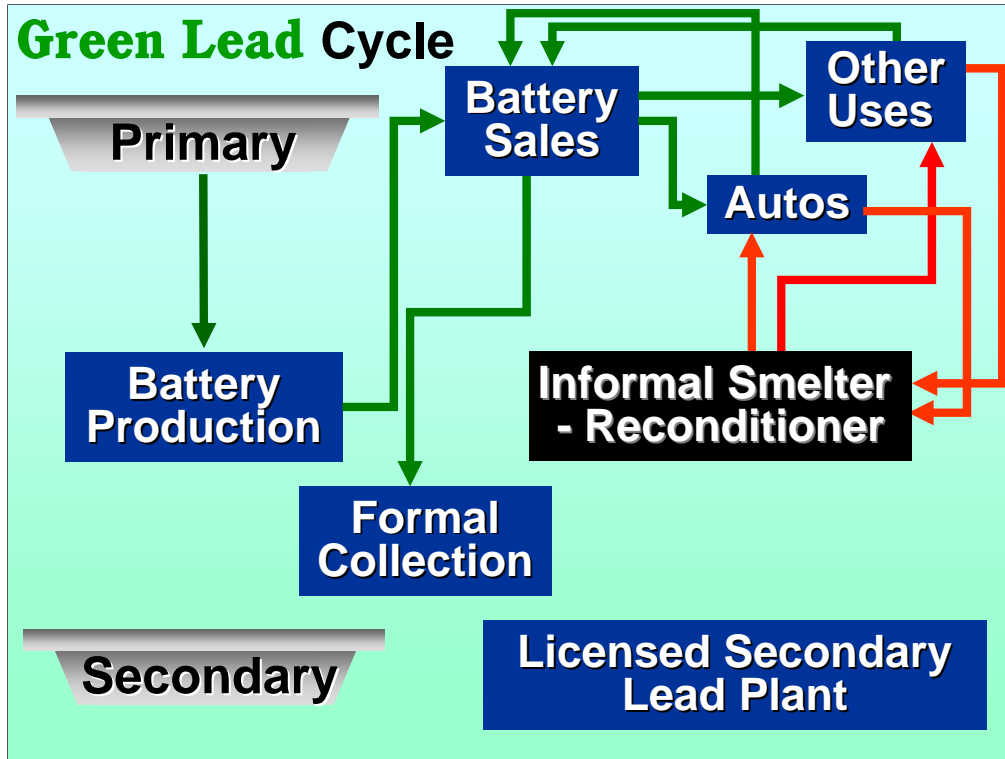 Green Lead Cycle
Primary
Battery
Sales
Other
Uses
Autos
Battery
Production
Informal Smelter
- Reconditioner
Formal
Collection
Secondary
Licensed Secondary
Lead Plant